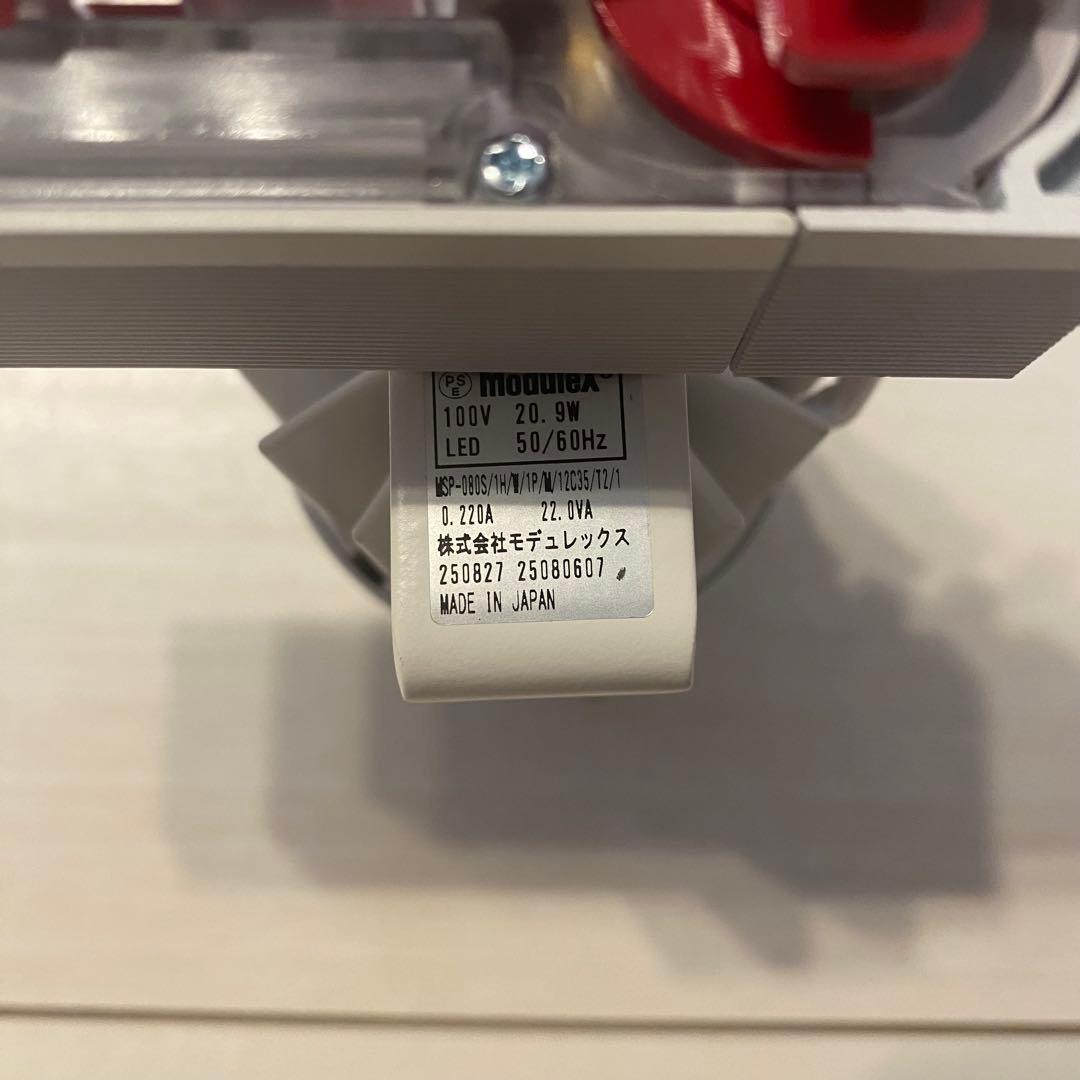 PS E modulex®
100V 20.9W
LED 50/60Hz
MSP-080S/1H/W/1P/M/12C35/T2/1
0.220A 22.0VA
株式会社モデュレックス
250827 25080607
MADE IN JAPAN